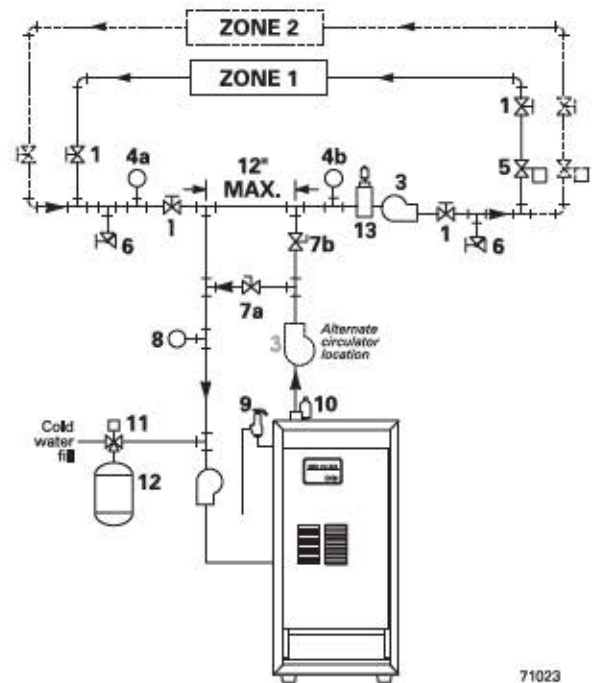 ZONE 2
ZONE 1
1
1
4a
12"
MAX.
4b
3
5
1
13
1
6
6
7b
7a
8
3
Alternate
circulator
location
9
10
11
Cold
water
fill
12
71023